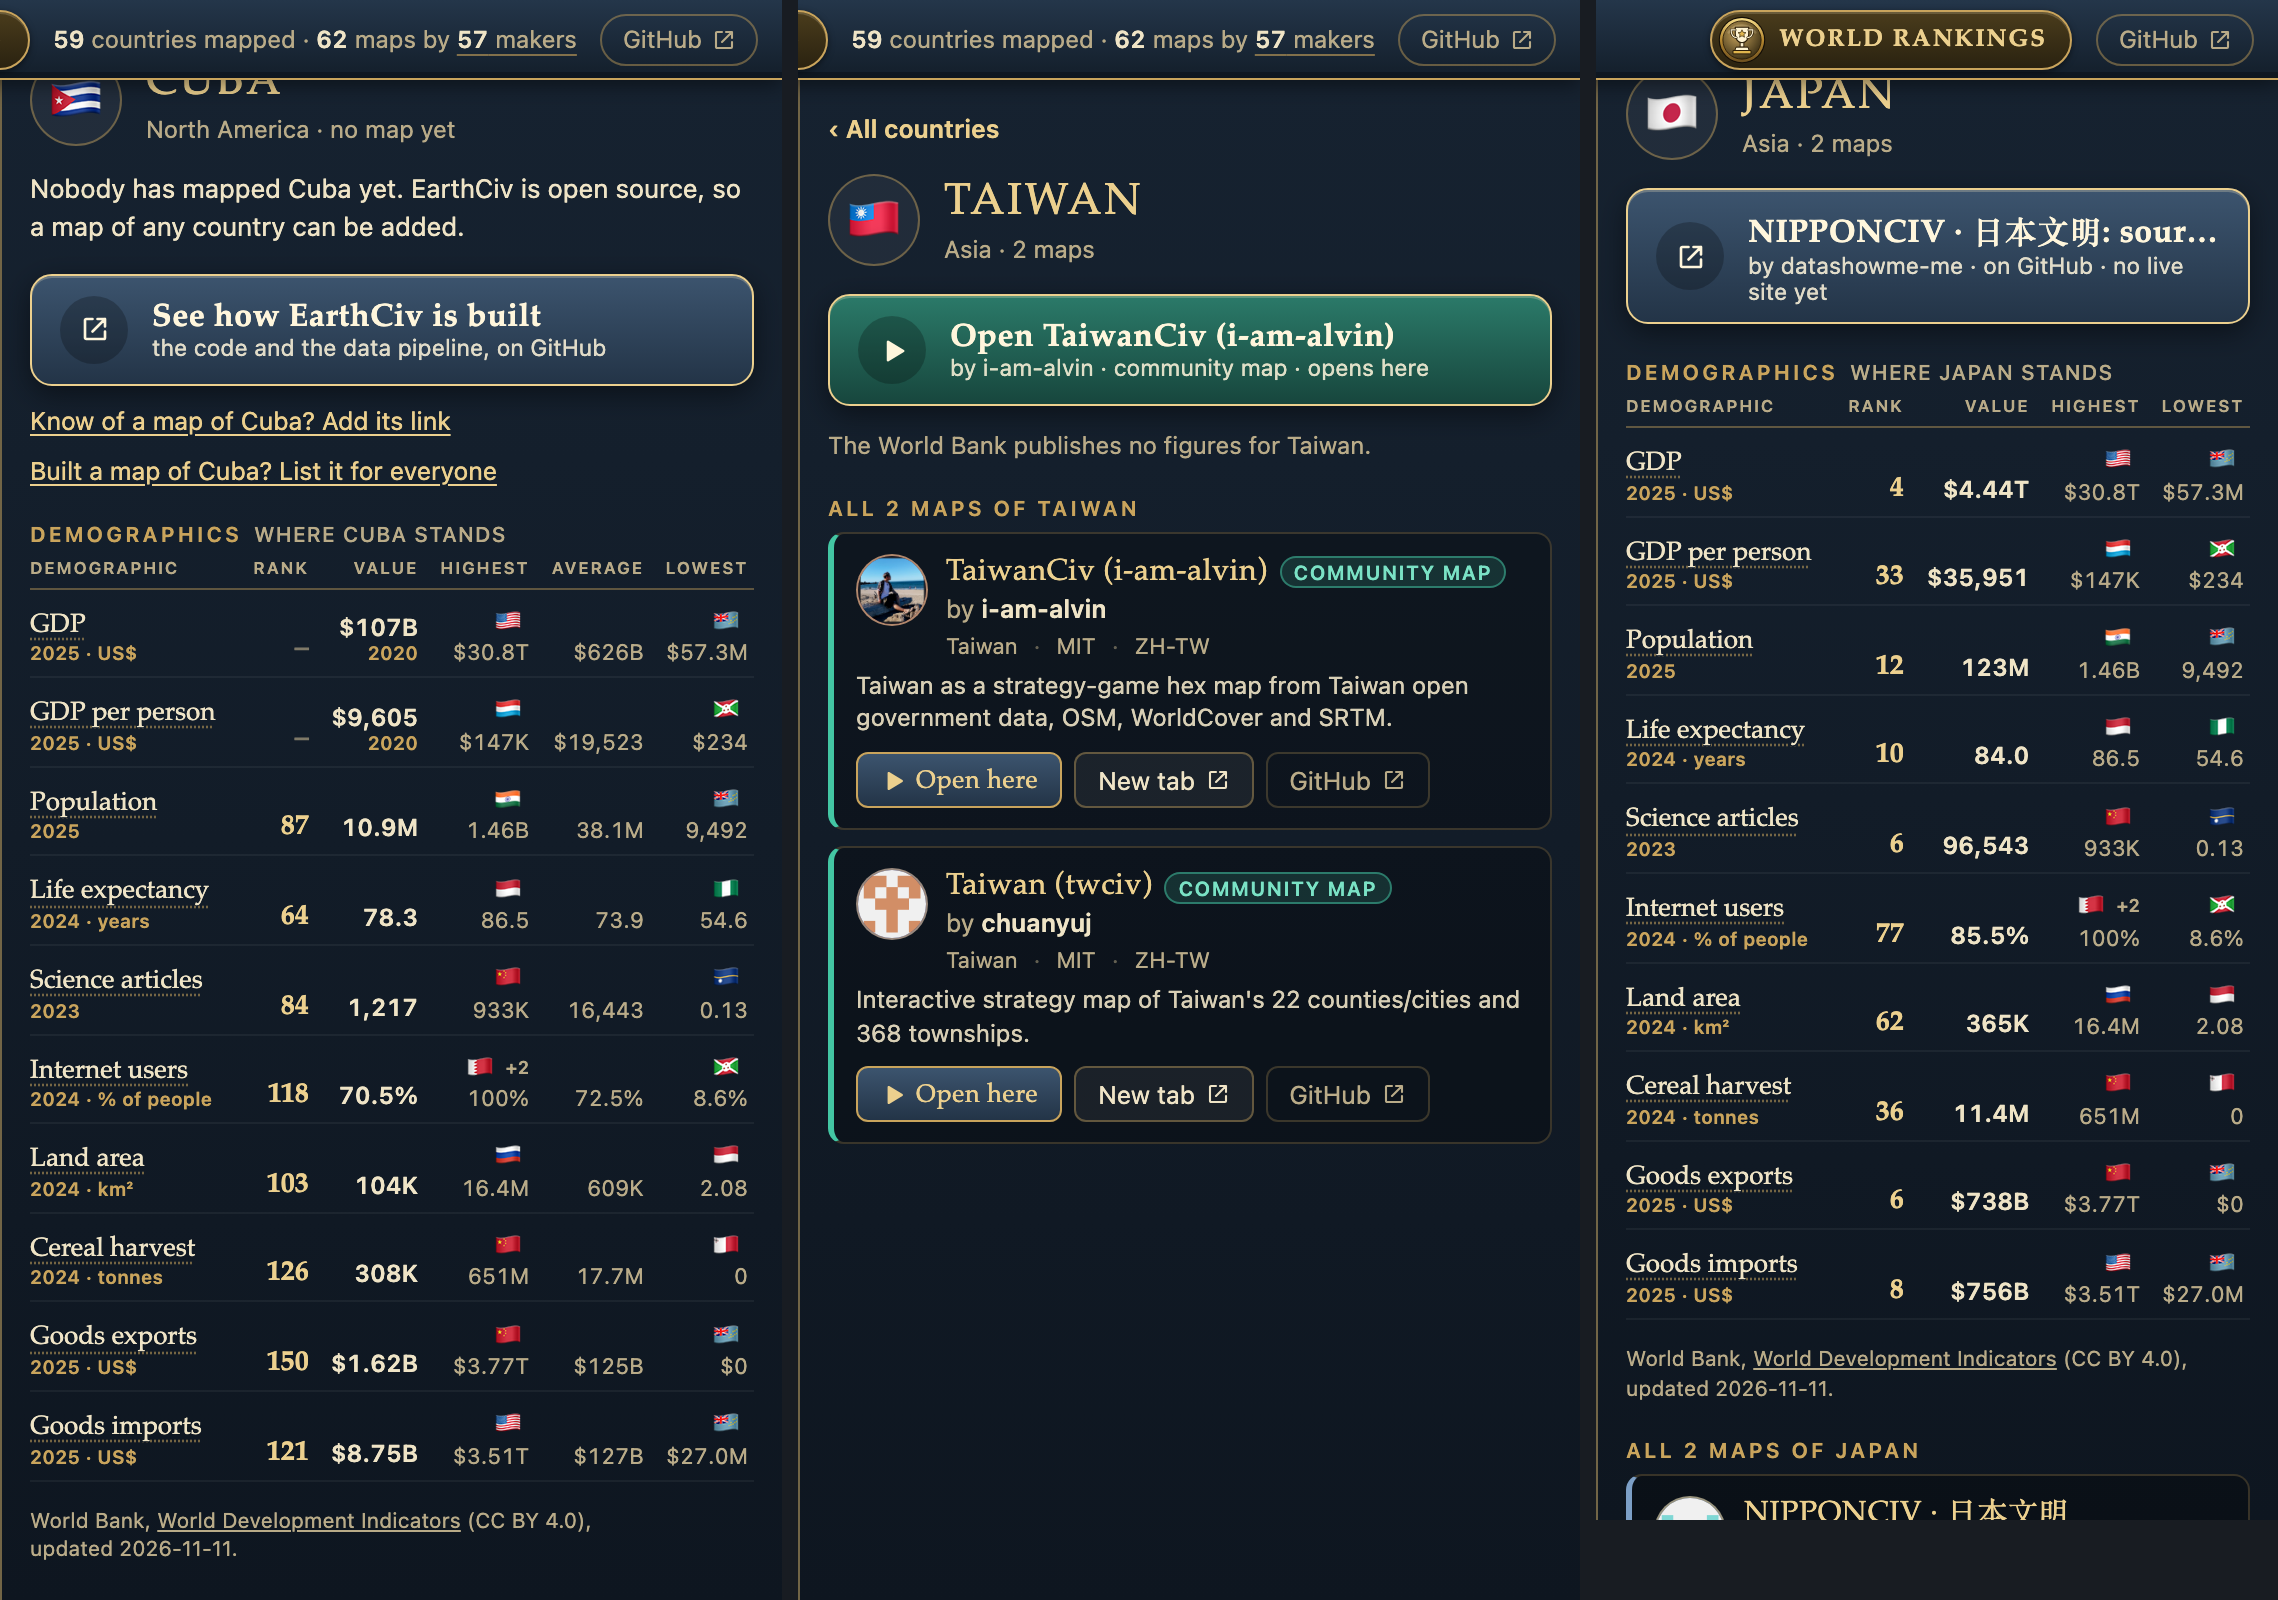 59 countries mapped · 62 maps by 57 makers
GitHub
CUBA
North America · no map yet
Nobody has mapped Cuba yet. EarthCiv is open source, so
a map of any country can be added.
See how EarthCiv is built
the code and the data pipeline, on GitHub
Know of a map of Cuba? Add its link
Built a map of Cuba? List it for everyone
DEMOGRAPHICS WHERE CUBA STANDS
DEMOGRAPHIC RANK VALUE HIGHEST AVERAGE LOWEST
GDP $107B
2025 · US$ – 2020 $30.8T $626B $57.3M
GDP per person $9,605
2025 · US$ – 2020 $147K $19,523 $234
Population
2025 87 10.9M 1.46B 38.1M 9,492
Life expectancy
2024 · years 64 78.3 86.5 73.9 54.6
Science articles
2023 84 1,217 933K 16,443 0.13
Internet users +2
2024 · % of people 118 70.5% 100% 72.5% 8.6%
Land area
2024 · km² 103 104K 16.4M 609K 2.08
Cereal harvest
2024 · tonnes 126 308K 651M 17.7M 0
Goods exports
2025 · US$ 150 $1.62B $3.77T $125B $0
Goods imports
2025 · US$ 121 $8.75B $3.51T $127B $27.0M
World Bank, World Development Indicators (CC BY 4.0),
updated 2026-11-11.
59 countries mapped · 62 maps by 57 makers
GitHub
‹ All countries
TAIWAN
Asia · 2 maps
Open TaiwanCiv (i-am-alvin)
by i-am-alvin · community map · opens here
The World Bank publishes no figures for Taiwan.
ALL 2 MAPS OF TAIWAN
TaiwanCiv (i-am-alvin) COMMUNITY MAP
by i-am-alvin
Taiwan · MIT · ZH-TW
Taiwan as a strategy-game hex map from Taiwan open
government data, OSM, WorldCover and SRTM.
Open here New tab GitHub
Taiwan (twciv) COMMUNITY MAP
by chuanyuj
Taiwan · MIT · ZH-TW
Interactive strategy map of Taiwan's 22 counties/cities and
368 townships.
Open here New tab GitHub
WORLD RANKINGS
GitHub
JAPAN
Asia · 2 maps
NIPPONCIV · 日本文明: sour…
by datashowme-me · on GitHub · no live
site yet
DEMOGRAPHICS WHERE JAPAN STANDS
DEMOGRAPHIC RANK VALUE HIGHEST LOWEST
GDP
2025 · US$ 4 $4.44T $30.8T $57.3M
GDP per person
2025 · US$ 33 $35,951 $147K $234
Population
2025 12 123M 1.46B 9,492
Life expectancy
2024 · years 10 84.0 86.5 54.6
Science articles
2023 6 96,543 933K 0.13
Internet users +2
2024 · % of people 77 85.5% 100% 8.6%
Land area
2024 · km² 62 365K 16.4M 2.08
Cereal harvest
2024 · tonnes 36 11.4M 651M 0
Goods exports
2025 · US$ 6 $738B $3.77T $0
Goods imports
2025 · US$ 8 $756B $3.51T $27.0M
World Bank, World Development Indicators (CC BY 4.0),
updated 2026-11-11.
ALL 2 MAPS OF JAPAN
NIPPONCIV · 日本文明